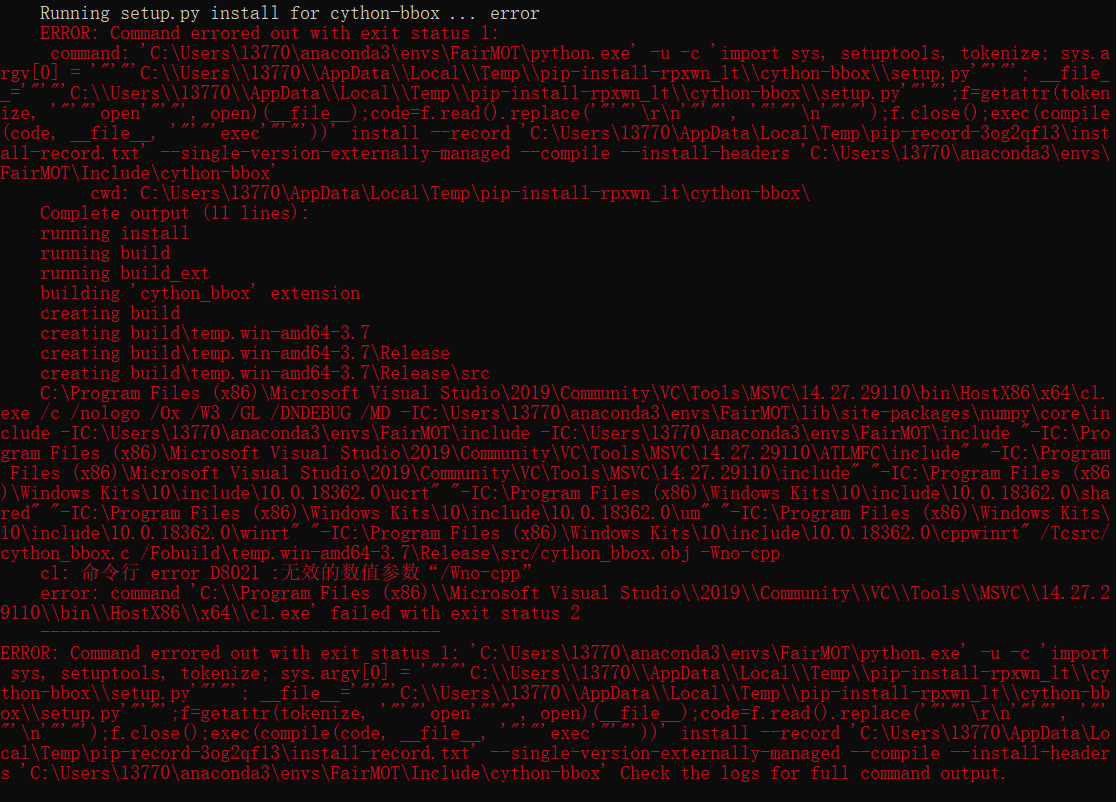 Running setup.py install for cython-bbox ... error
ERROR: Command errored out with exit status 1:
command: 'C:\Users\13770\anaconda3\envs\FairMOT\python.exe' -u -c 'import sys, setuptools, tokenize; sys.a
rgv[0] = '"'"'C:\\Users\\13770\\AppData\\Local\\Temp\\pip-install-rpxwn_lt\\cython-bbox\\setup.py'"'"'; __file_
_='"'"'C:\\Users\\13770\\AppData\\Local\\Temp\\pip-install-rpxwn_lt\\cython-bbox\\setup.py'"'"';f=getattr(token
ize, '"'"'open'"'"', open)(__file__);code=f.read().replace('"'"'\r\n'"'"', '"'"'\n'"'"');f.close();exec(compile
(code, __file__, '"'"'exec'"'"'))' install --record 'C:\Users\13770\AppData\Local\Temp\pip-record-3og2qf13\inst
all-record.txt' --single-version-externally-managed --compile --install-headers 'C:\Users\13770\anaconda3\envs\
FairMOT\Include\cython-bbox'
cwd: C:\Users\13770\AppData\Local\Temp\pip-install-rpxwn_lt\cython-bbox\
Complete output (11 lines):
running install
running build
running build_ext
building 'cython_bbox' extension
creating build
creating build\temp.win-amd64-3.7
creating build\temp.win-amd64-3.7\Release
creating build\temp.win-amd64-3.7\Release\src
C:\Program Files (x86)\Microsoft Visual Studio\2019\Community\VC\Tools\MSVC\14.27.29110\bin\HostX86\x64\cl.
exe /c /nologo /Ox /W3 /GL /DNDEBUG /MD -IC:\Users\13770\anaconda3\envs\FairMOT\lib\site-packages\numpy\core\in
clude -IC:\Users\13770\anaconda3\envs\FairMOT\include -IC:\Users\13770\anaconda3\envs\FairMOT\include "-IC:\Pro
gram Files (x86)\Microsoft Visual Studio\2019\Community\VC\Tools\MSVC\14.27.29110\ATLMFC\include" "-IC:\Program
Files (x86)\Microsoft Visual Studio\2019\Community\VC\Tools\MSVC\14.27.29110\include" "-IC:\Program Files (x86
)\Windows Kits\10\include\10.0.18362.0\ucrt" "-IC:\Program Files (x86)\Windows Kits\10\include\10.0.18362.0\sha
red" "-IC:\Program Files (x86)\Windows Kits\10\include\10.0.18362.0\um" "-IC:\Program Files (x86)\Windows Kits\
10\include\10.0.18362.0\winrt" "-IC:\Program Files (x86)\Windows Kits\10\include\10.0.18362.0\cppwinrt" /Tcsrc/
cython_bbox.c /Fobuild\temp.win-amd64-3.7\Release\src/cython_bbox.obj -Wno-cpp
cl: 命令行 error D8021 :无效的数值参数“/Wno-cpp”
error: command 'C:\\Program Files (x86)\\Microsoft Visual Studio\\2019\\Community\\VC\\Tools\\MSVC\\14.27.2
9110\\bin\\HostX86\\x64\\cl.exe' failed with exit status 2
----------------------------------------
ERROR: Command errored out with exit status 1: 'C:\Users\13770\anaconda3\envs\FairMOT\python.exe' -u -c 'import
sys, setuptools, tokenize; sys.argv[0] = '"'"'C:\\Users\\13770\\AppData\\Local\\Temp\\pip-install-rpxwn_lt\\cy
thon-bbox\\setup.py'"'"'; __file__='"'"'C:\\Users\\13770\\AppData\\Local\\Temp\\pip-install-rpxwn_lt\\cython-bb
ox\\setup.py'"'"';f=getattr(tokenize, '"'"'open'"'"', open)(__file__);code=f.read().replace('"'"'\r\n'"'"', '"'
"'\n'"'"');f.close();exec(compile(code, __file__, '"'"'exec'"'"'))' install --record 'C:\Users\13770\AppData\Lo
cal\Temp\pip-record-3og2qf13\install-record.txt' --single-version-externally-managed --compile --install-header
s 'C:\Users\13770\anaconda3\envs\FairMOT\Include\cython-bbox' Check the logs for full command output.